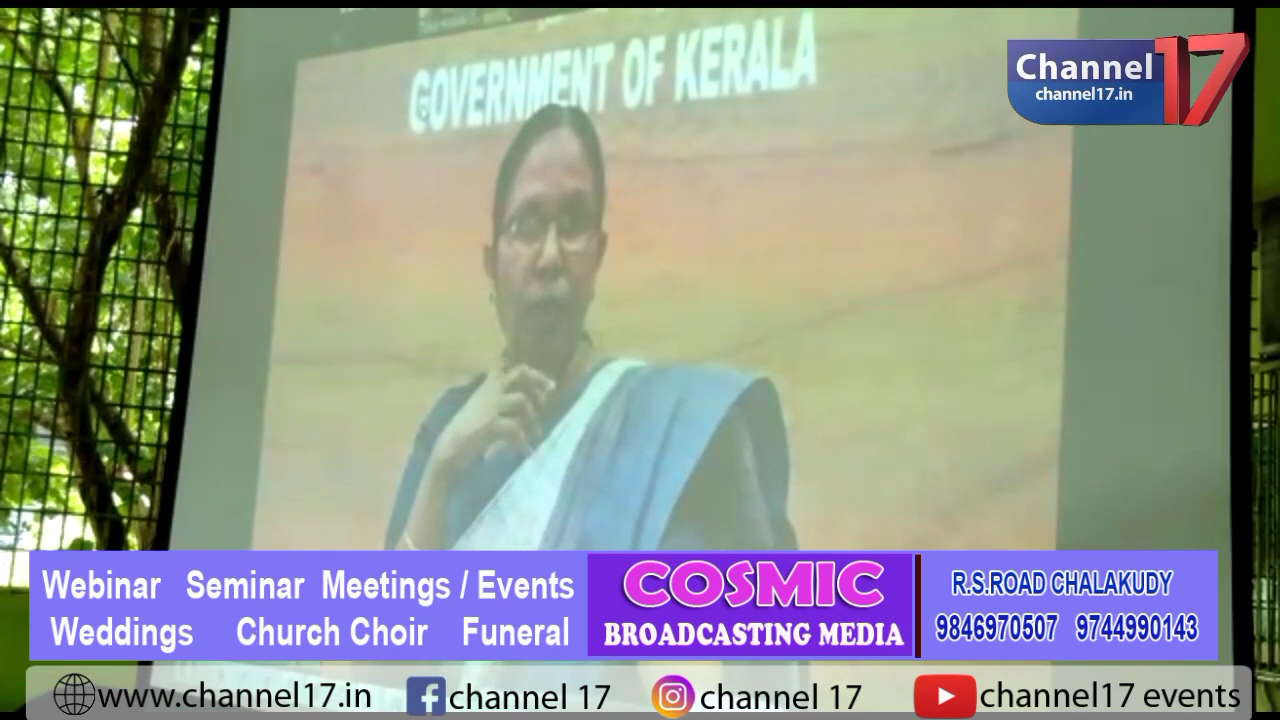 GOVERNMENT OF KERALA
Channel 17
channel17.in
Webinar Seminar Meetings / Events
Weddings Church Choir Funeral
COSMIC
BROADCASTING MEDIA
R.S.ROAD CHALAKUDY
9846970507 9744990143
www.channel17.in channel 17 channel 17 channel17 events